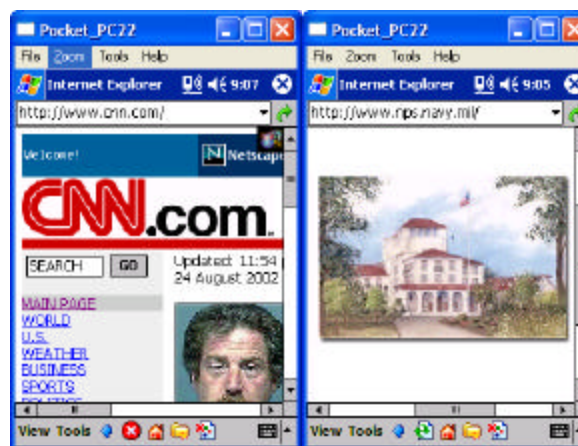 Pocket_PC22
File Zoom Tools Help
Internet Explorer 9:07
http://www.cnn.com/
Welcome!
N Netscape
CNN.com.
SEARCH GO
Updated: 11:54
24 August 2002
MAIN PAGE
WORLD
U.S.
WEATHER
BUSINESS
SPORTS
POLITICS
View Tools
Pocket_PC22
File Zoom Tools Help
Internet Explorer 9:05
http://www.nps.navy.mil/
View Tools